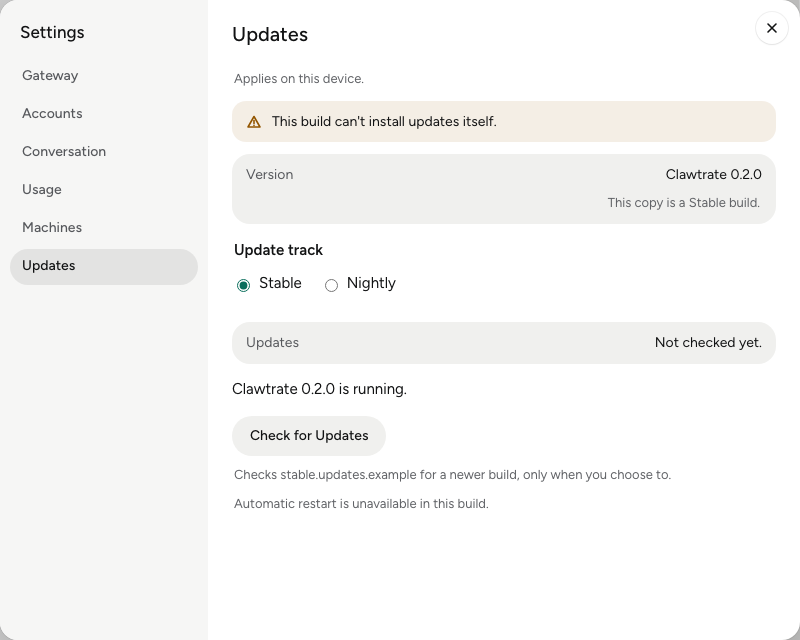 Settings
Gateway
Accounts
Conversation
Usage
Machines
Updates
Updates
Applies on this device.
This build can't install updates itself.
Version
Clawtrate 0.2.0
This copy is a Stable build.
Update track
Stable
Nightly
Updates
Not checked yet.
Clawtrate 0.2.0 is running.
Check for Updates
Checks stable.updates.example for a newer build, only when you choose to.
Automatic restart is unavailable in this build.